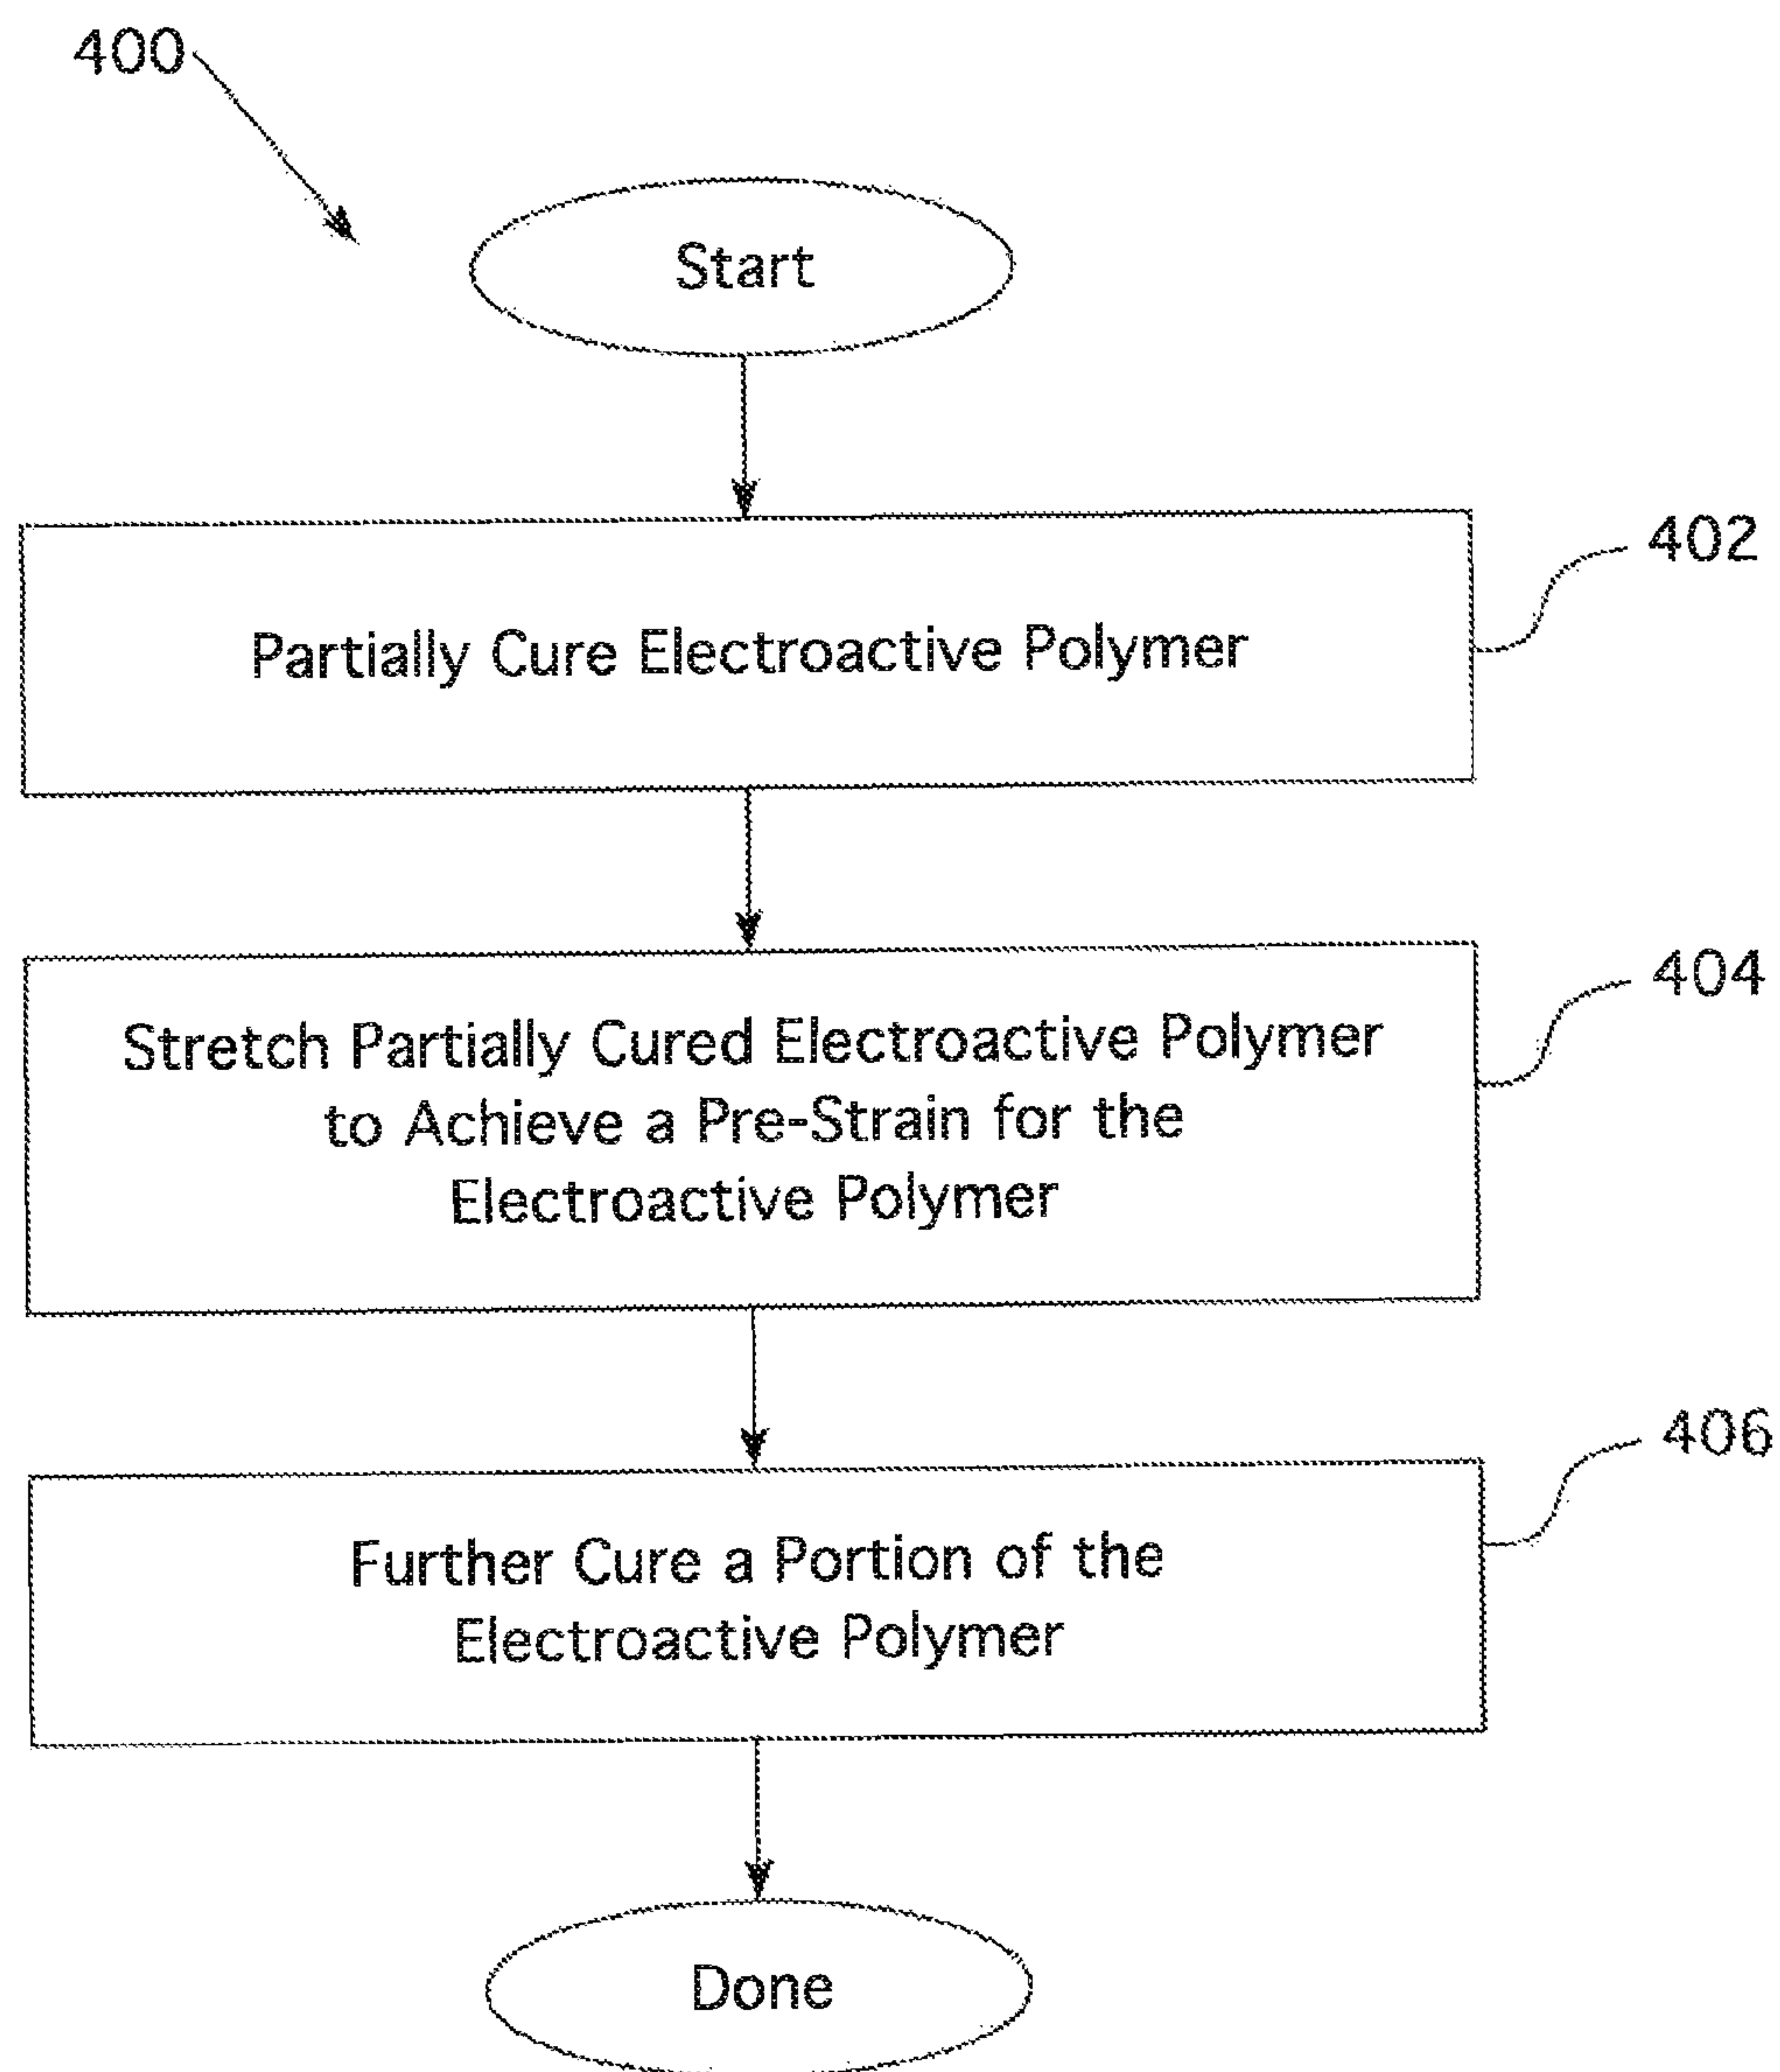 400
Start
Partially Cure Electroactive Polymer
402
Stretch Partially Cured Electroactive Polymer
to Achieve a Pre-Strain for the
Electroactive Polymer
404
Further Cure a Portion of the
Electroactive Polymer
406
Done